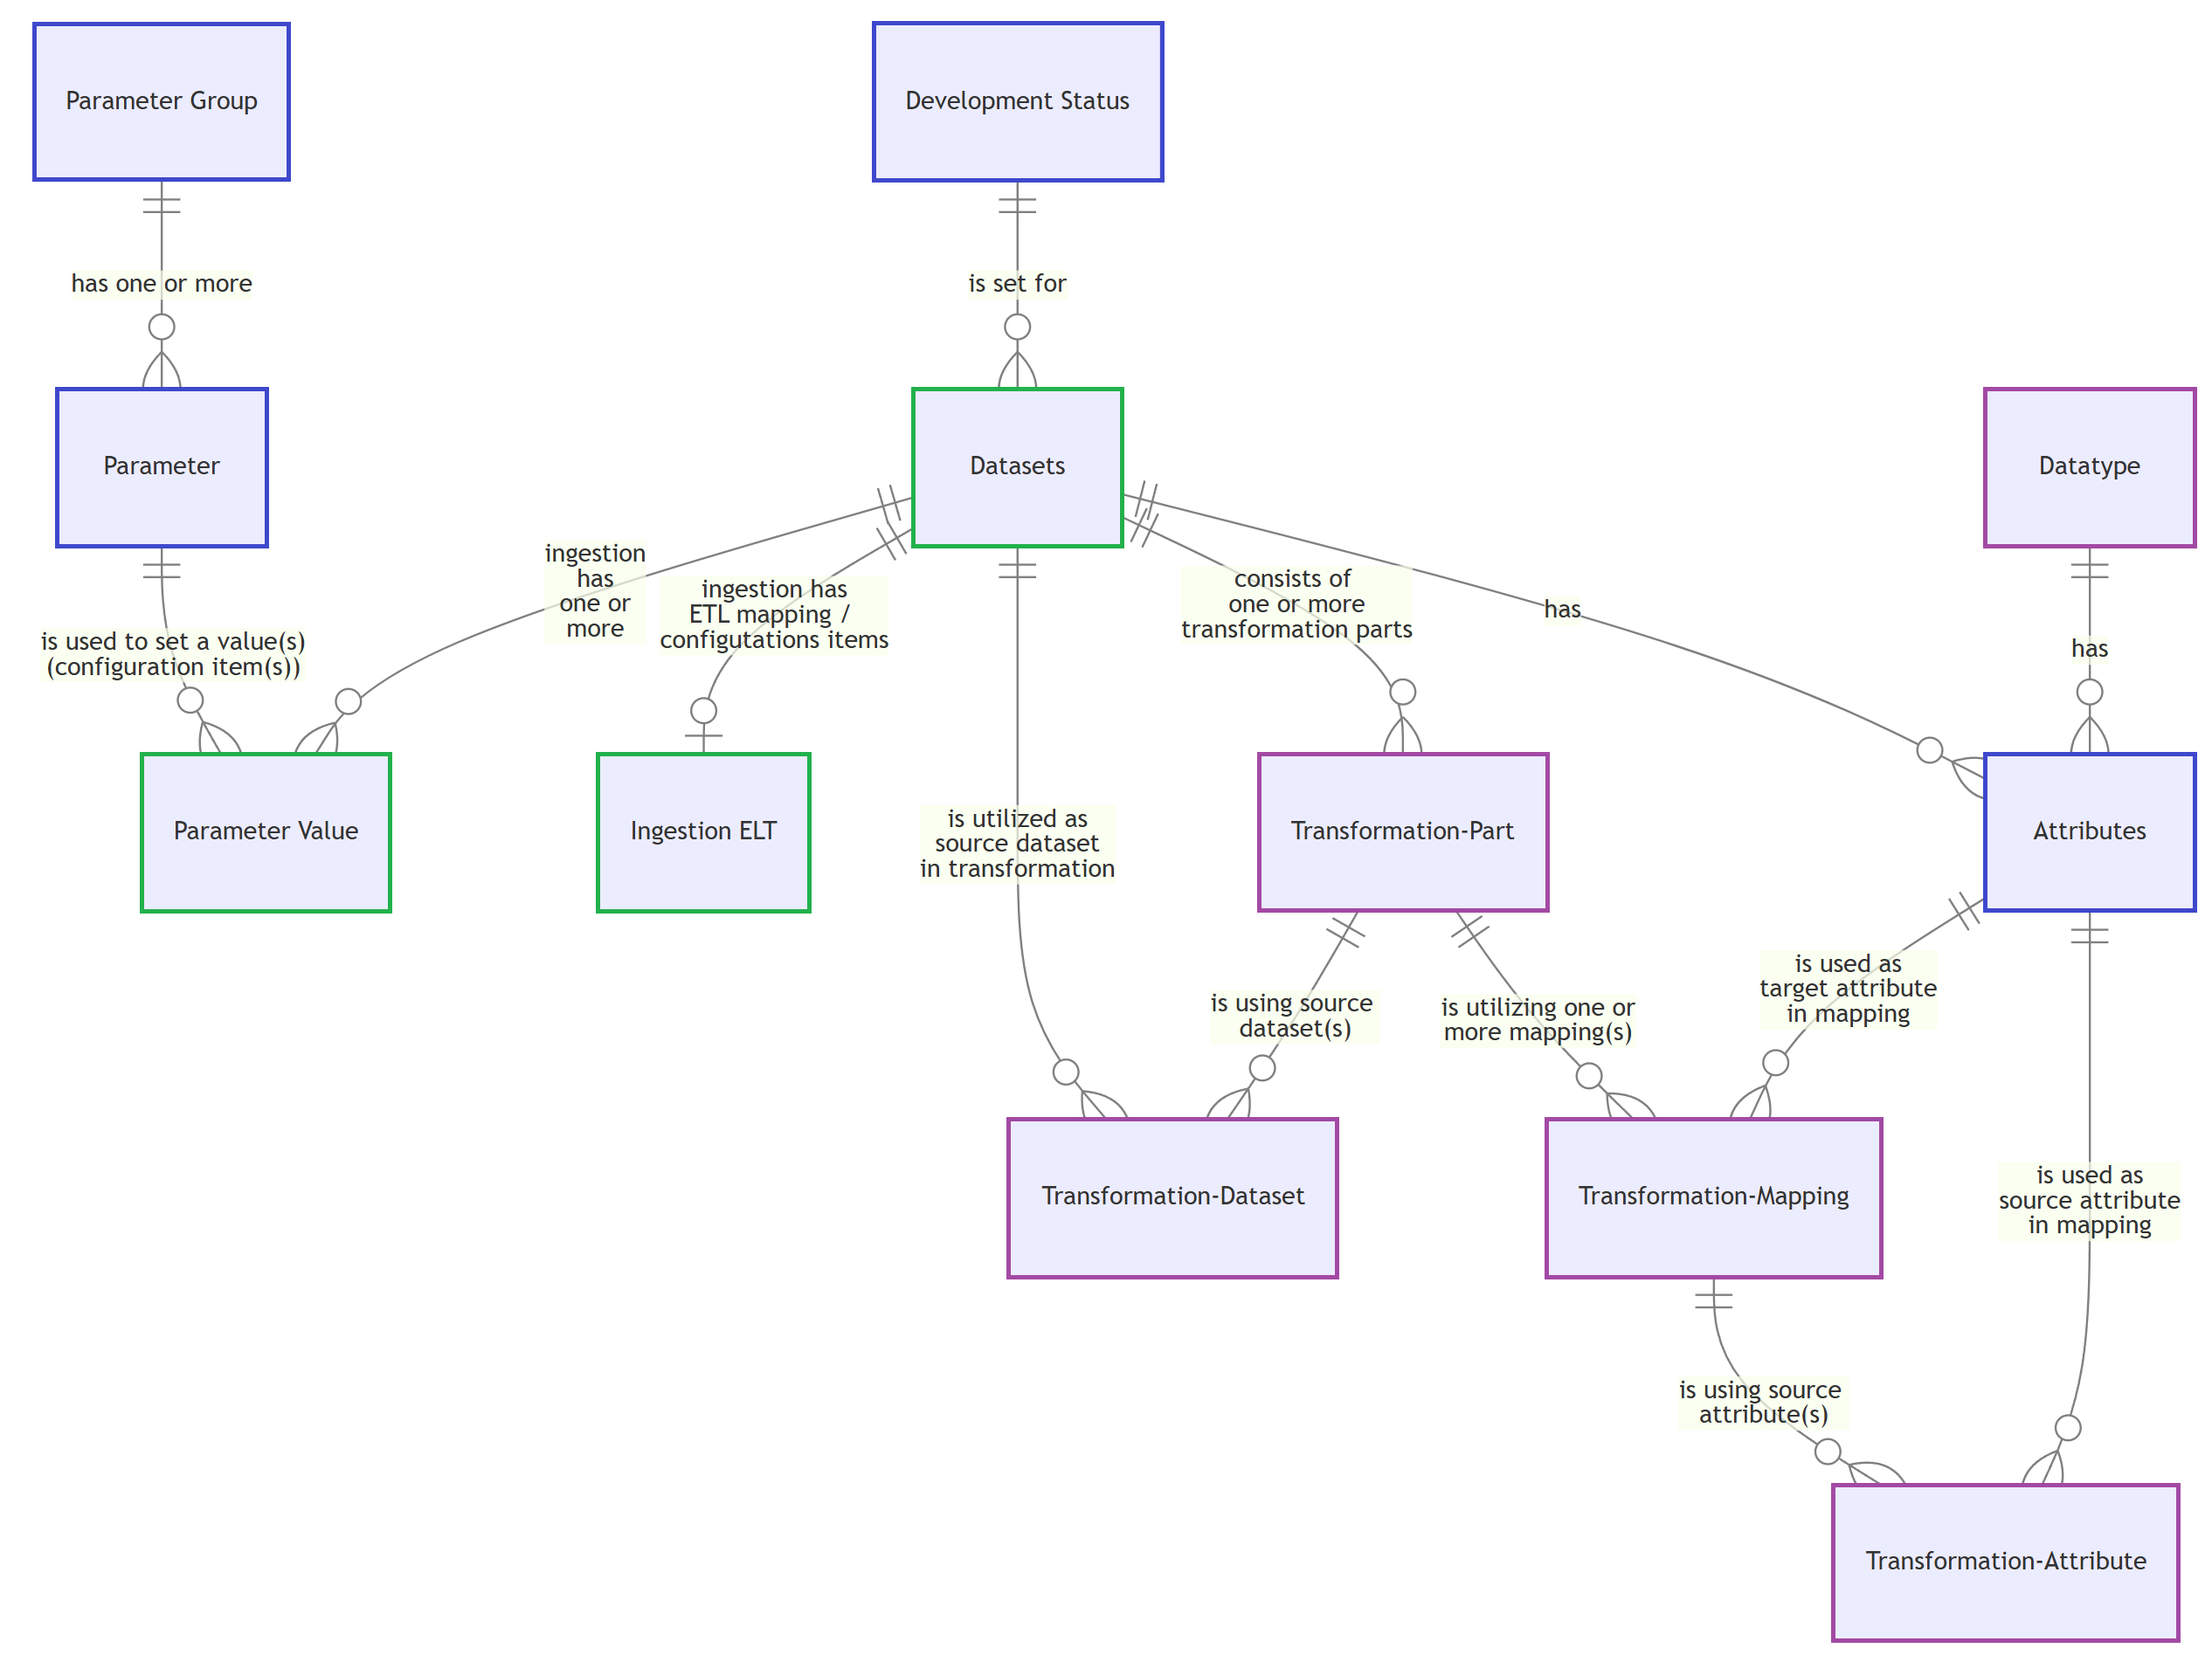 Parameter Group
Development Status
has one or more
is set for
Parameter
Datasets
Datatype
ingestion
has
one or
more
ingestion has
ETL mapping /
configutations items
consists of
one or more
transformation parts
has
has
is used to set a value(s)
(configuration item(s))
Parameter Value
Ingestion ELT
is utilized as
source dataset
in transformation
Transformation-Part
Attributes
is using source
dataset(s)
is utilizing one or
more mapping(s)
is used as
target attribute
in mapping
Transformation-Dataset
Transformation-Mapping
is used as
source attribute
in mapping
is using source
attribute(s)
Transformation-Attribute